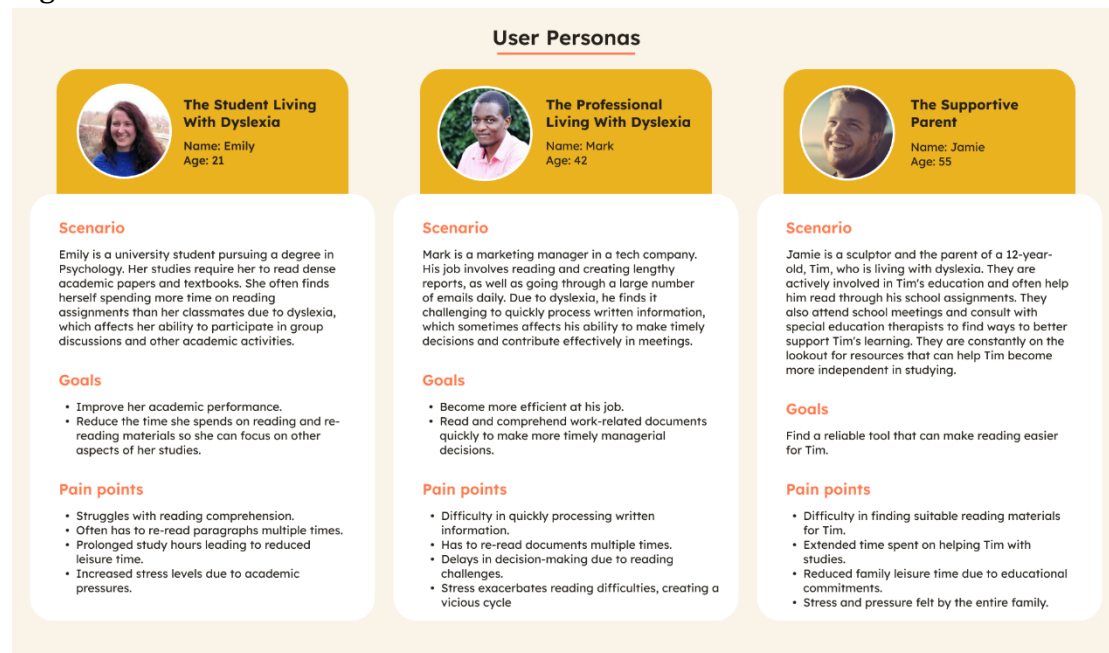 User Personas
The Student Living
With Dyslexia
Name: Emily
Age: 21
Scenario
Emily is a university student pursuing a degree in
Psychology. Her studies require her to read dense
academic papers and textbooks. She often finds
herself spending more time on reading
assignments than her classmates due to dyslexia,
which affects her ability to participate in group
discussions and other academic activities.
Goals
• Improve her academic performance.
• Reduce the time she spends on reading and re-
reading materials so she can focus on other
aspects of her studies.
Pain points
• Struggles with reading comprehension.
• Often has to re-read paragraphs multiple times.
• Prolonged study hours leading to reduced
leisure time.
• Increased stress levels due to academic
pressures.
The Professional
Living With Dyslexia
Name: Mark
Age: 42
Scenario
Mark is a marketing manager in a tech company.
His job involves reading and creating lengthy
reports, as well as going through a large number
of emails daily. Due to dyslexia, he finds it
challenging to quickly process written information,
which sometimes affects his ability to make timely
decisions and contribute effectively in meetings.
Goals
• Become more efficient at his job.
• Read and comprehend work-related documents
quickly to make more timely managerial
decisions.
Pain points
• Difficulty in quickly processing written
information.
• Has to re-read documents multiple times.
• Delays in decision-making due to reading
challenges.
• Stress exacerbates reading difficulties, creating a
vicious cycle
The Supportive
Parent
Name: Jamie
Age: 55
Scenario
Jamie is a sculptor and the parent of a 12-year-
old, Tim, who is living with dyslexia. They are
actively involved in Tim's education and often help
him read through his school assignments. They
also attend school meetings and consult with
special education therapists to find ways to better
support Tim's learning. They are constantly on the
lookout for resources that can help Tim become
more independent in studying.
Goals
Find a reliable tool that can make reading easier
for Tim.
Pain points
• Difficulty in finding suitable reading materials
for Tim.
• Extended time spent on helping Tim with
studies.
• Reduced family leisure time due to educational
commitments.
• Stress and pressure felt by the entire family.